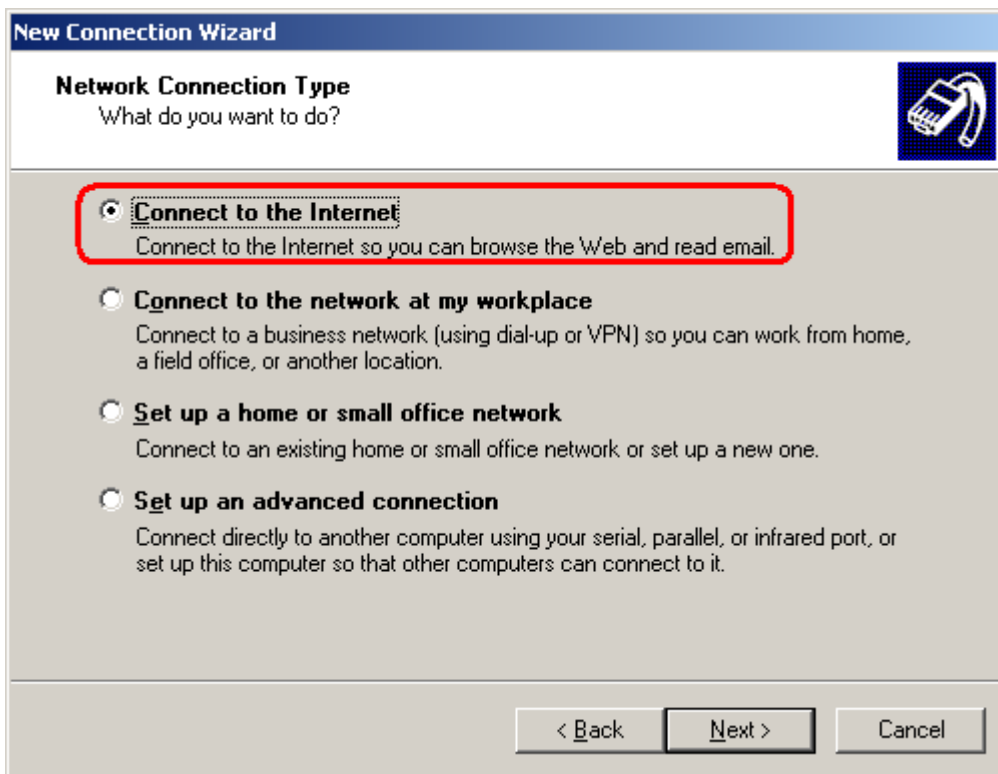 New Connection Wizard
Network Connection Type
What do you want to do?
Connect to the Internet
Connect to the Internet so you can browse the Web and read email.
Connect to the network at my workplace
Connect to a business network (using dial-up or VPN) so you can work from home,
a field office, or another location.
Set up a home or small office network
Connect to an existing home or small office network or set up a new one.
Set up an advanced connection
Connect directly to another computer using your serial, parallel, or infrared port, or
set up this computer so that other computers can connect to it.
< Back Next > Cancel